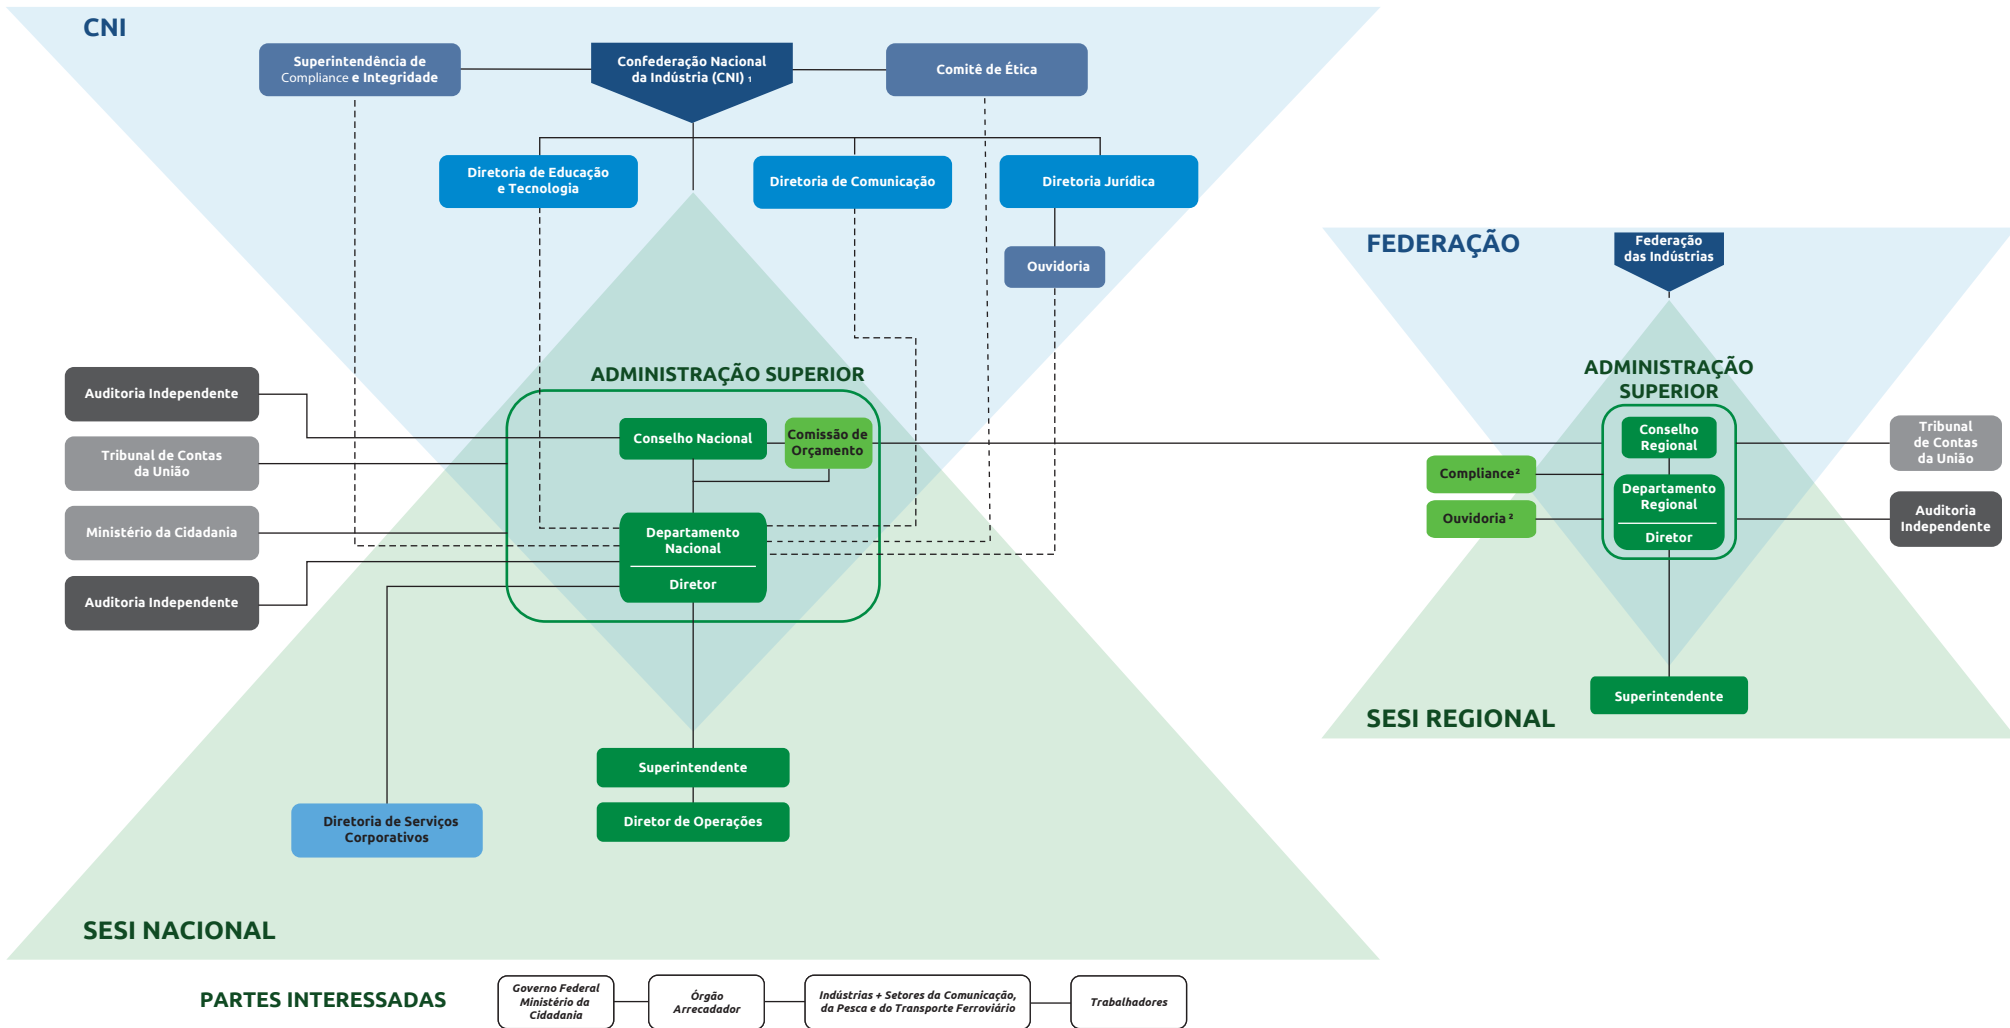 CNI
Superintendência de
Compliance e Integridade
Confederação Nacional
da Indústria (CNI) ₁
Comitê de Ética
Diretoria de Educação
e Tecnologia
Diretoria de Comunicação
Diretoria Jurídica
Ouvidoria
ADMINISTRAÇÃO SUPERIOR
Auditoria Independente
Tribunal de Contas
da União
Ministério da Cidadania
Auditoria Independente
Conselho Nacional
Comissão de
Orçamento
Departamento
Nacional
Diretor
Superintendente
Diretor de Operações
Diretoria de Serviços
Corporativos
SESI NACIONAL
FEDERAÇÃO
Federação
das Indústrias
ADMINISTRAÇÃO
SUPERIOR
Conselho
Regional
Departamento
Regional
Diretor
Compliance²
Ouvidoria ²
Tribunal
de Contas
da União
Auditoria
Independente
Superintendente
SESI REGIONAL
PARTES INTERESSADAS
Governo Federal
Ministério da
Cidadania
Órgão
Arrecadador
Indústrias + Setores da Comunicação,
da Pesca e do Transporte Ferroviário
Trabalhadores